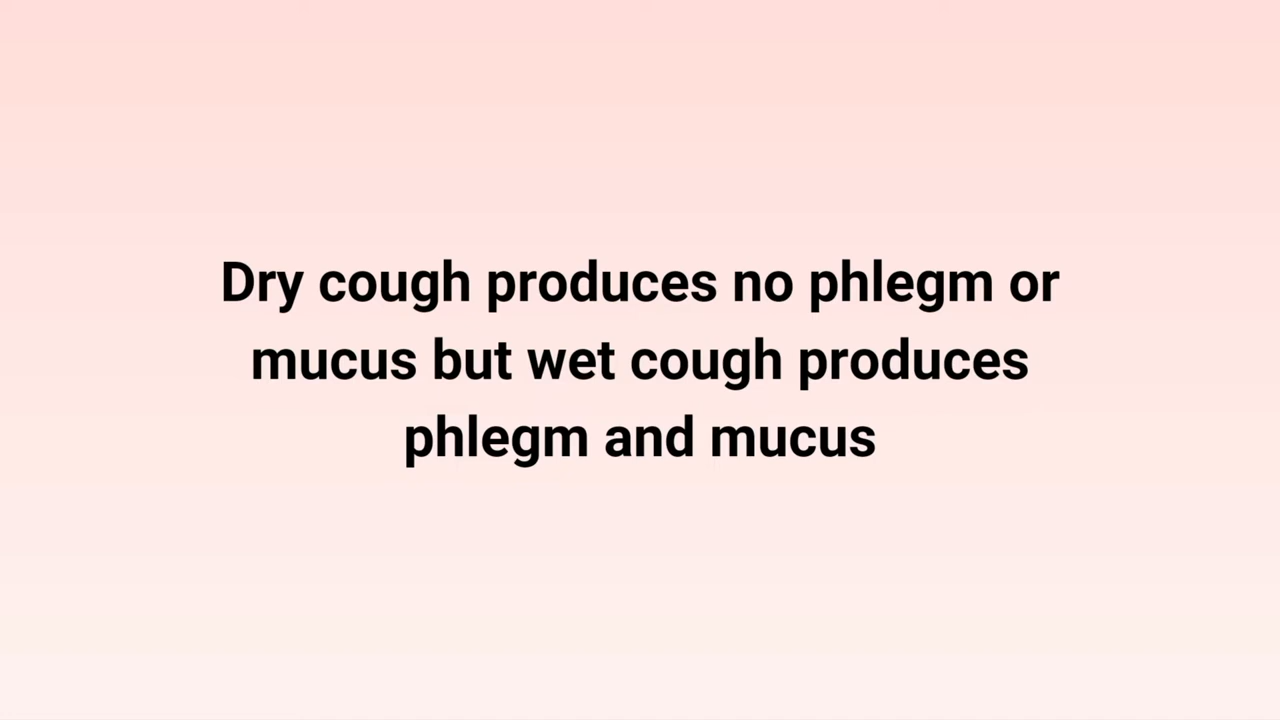 Dry cough produces no phlegm or
mucus but wet cough produces
phlegm and mucus